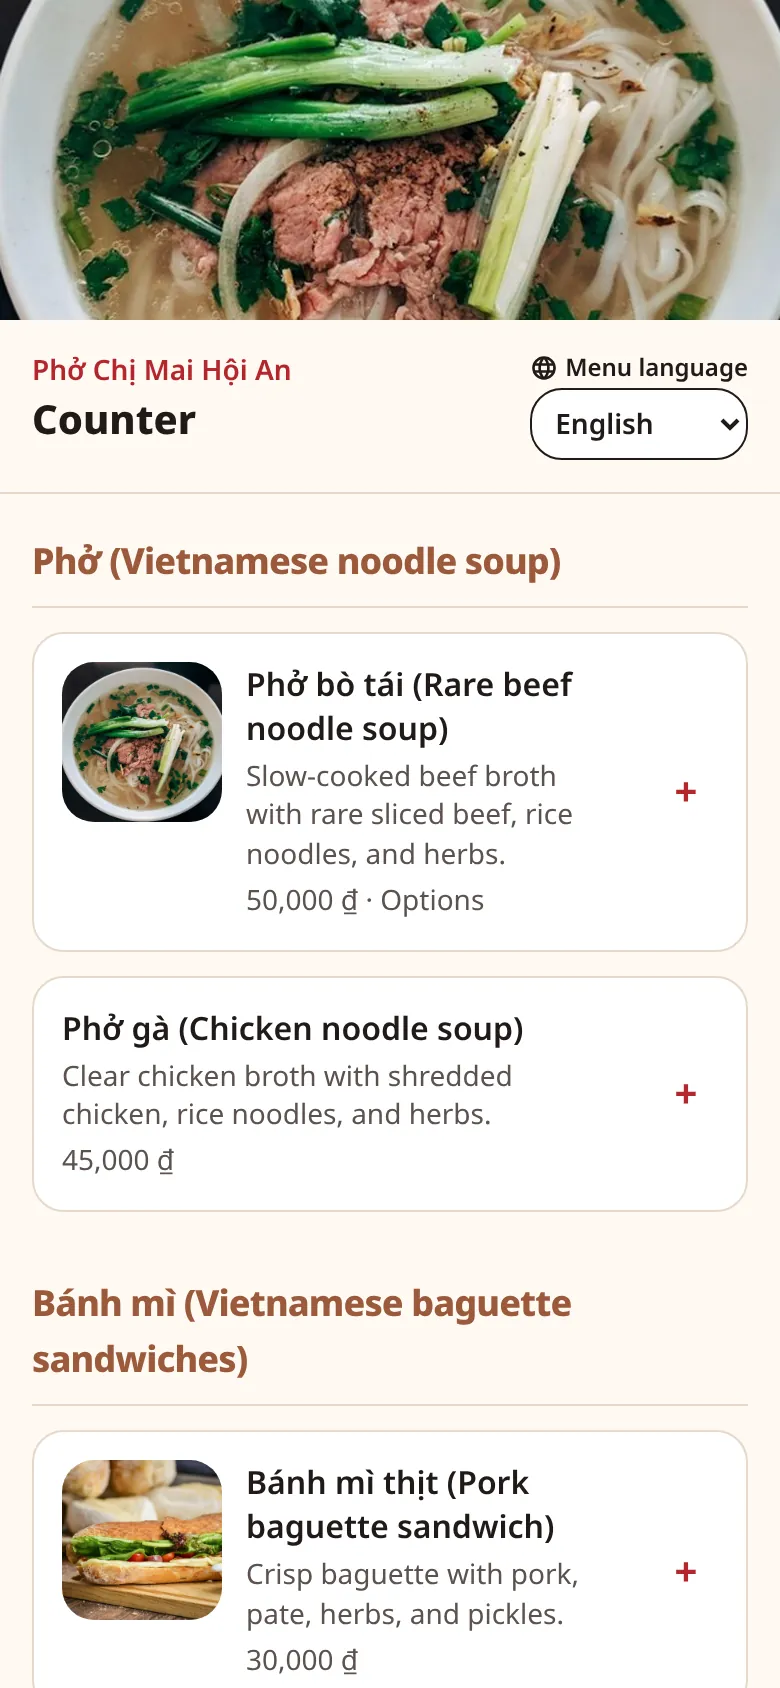 Phở Chị Mai Hội An
Counter
Menu language
English
Phở (Vietnamese noodle soup)
Phở bò tái (Rare beef
noodle soup)
Slow-cooked beef broth
with rare sliced beef, rice
noodles, and herbs.
50,000 ₫ · Options
+
Phở gà (Chicken noodle soup)
Clear chicken broth with shredded
chicken, rice noodles, and herbs.
45,000 ₫
+
Bánh mì (Vietnamese baguette
sandwiches)
Bánh mì thịt (Pork
baguette sandwich)
Crisp baguette with pork,
pate, herbs, and pickles.
30,000 ₫
+